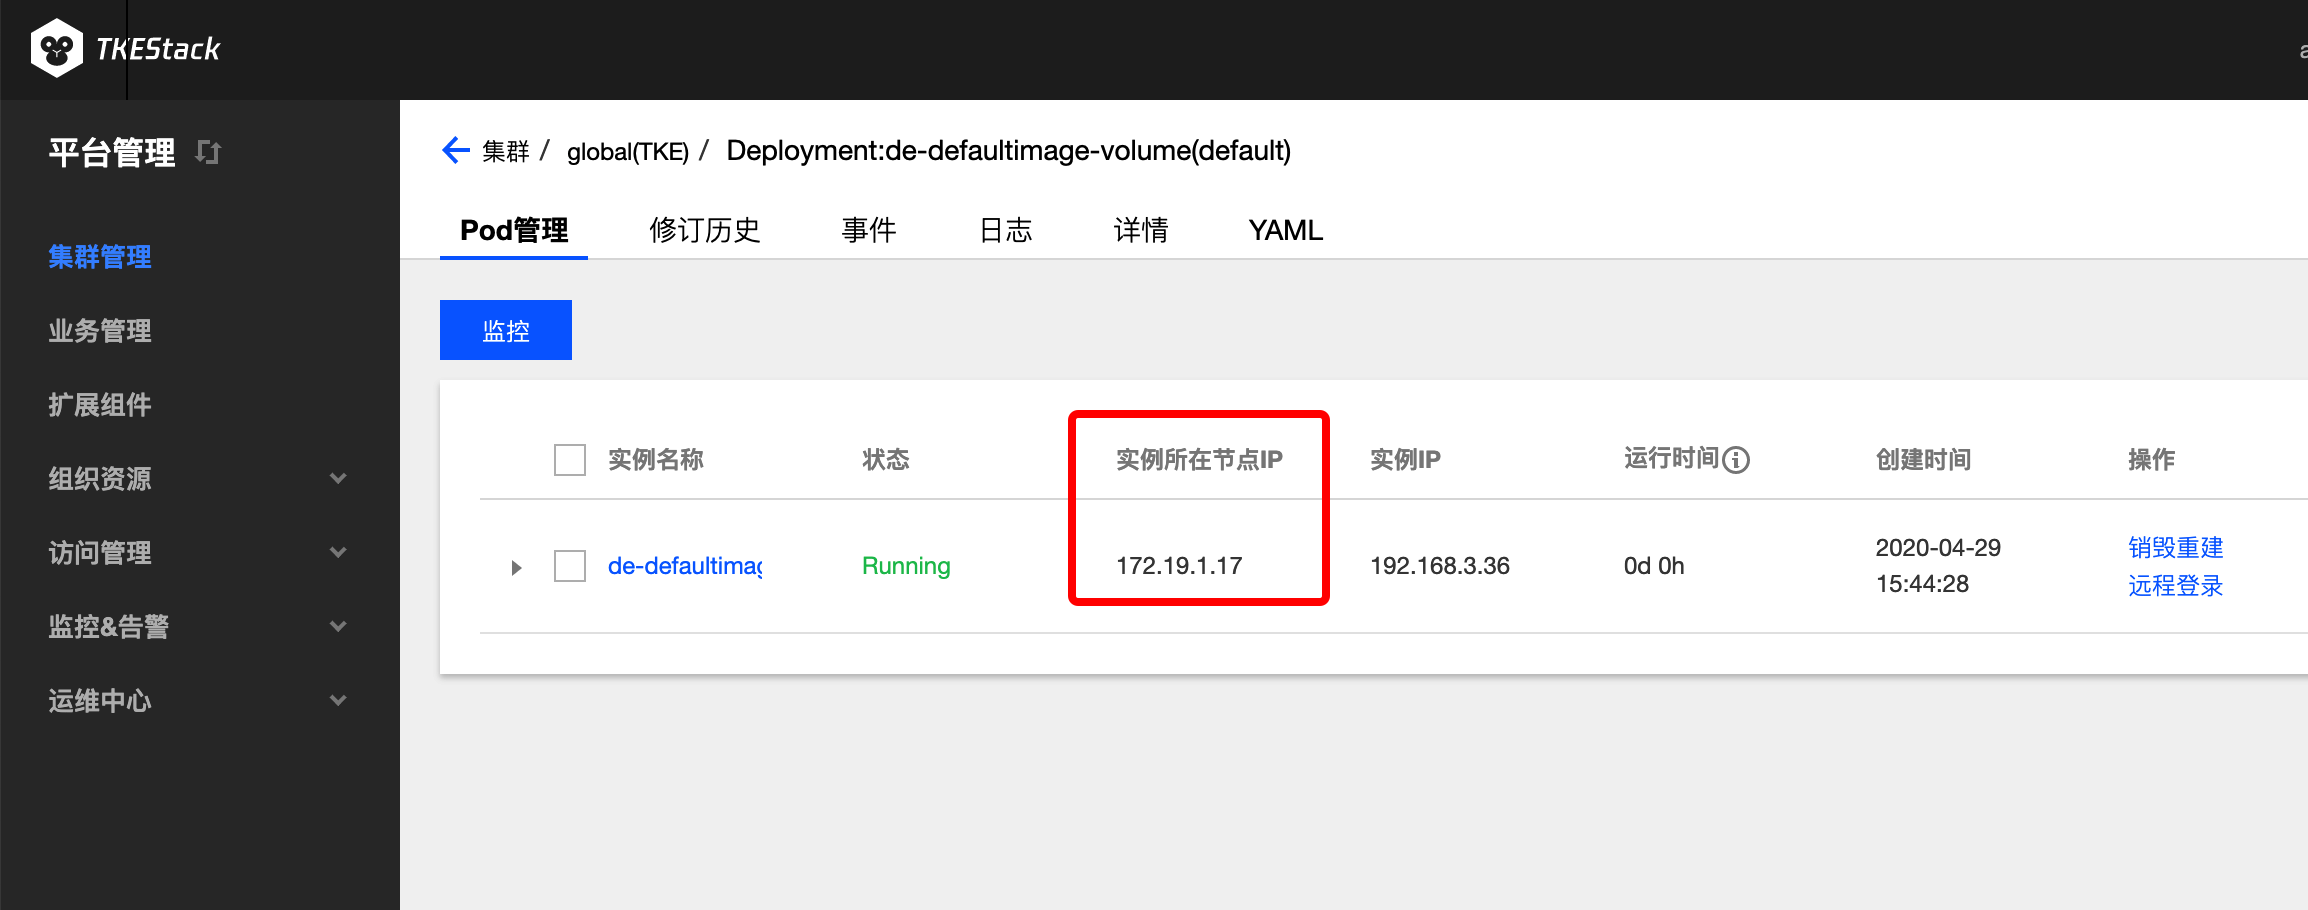 TKEStack
平台管理
集群管理
业务管理
扩展组件
组织资源
访问管理
监控&告警
运维中心
集群 / global(TKE) / Deployment:de-defaultimage-volume(default)
Pod管理 修订历史 事件 日志 详情 YAML
监控
实例名称 状态 实例所在节点IP 实例IP 运行时间 创建时间 操作
de-defaultimag Running 172.19.1.17 192.168.3.36 0d 0h 2020-04-29 15:44:28 销毁重建
远程登录